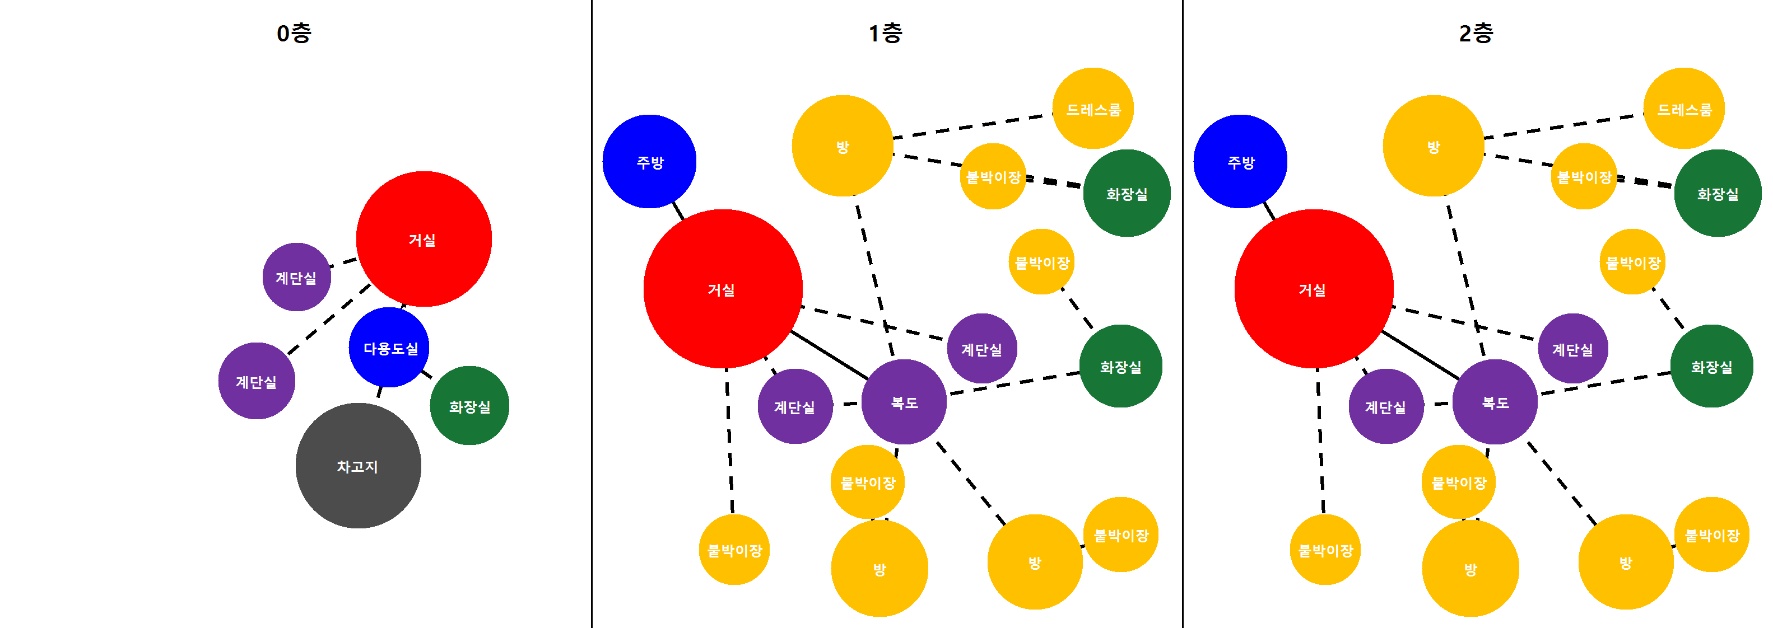 0층
거실
계단실
다용도실
계단실
화장실
차고지
1층
드레스룸
방
주방
붙박이장
화장실
붙박이장
거실
계단실
화장실
복도
계단실
붙박이장
붙박이장
붙박이장
방
방
2층
드레스룸
방
주방
붙박이장
화장실
붙박이장
거실
계단실
화장실
복도
계단실
붙박이장
붙박이장
붙박이장
방
방